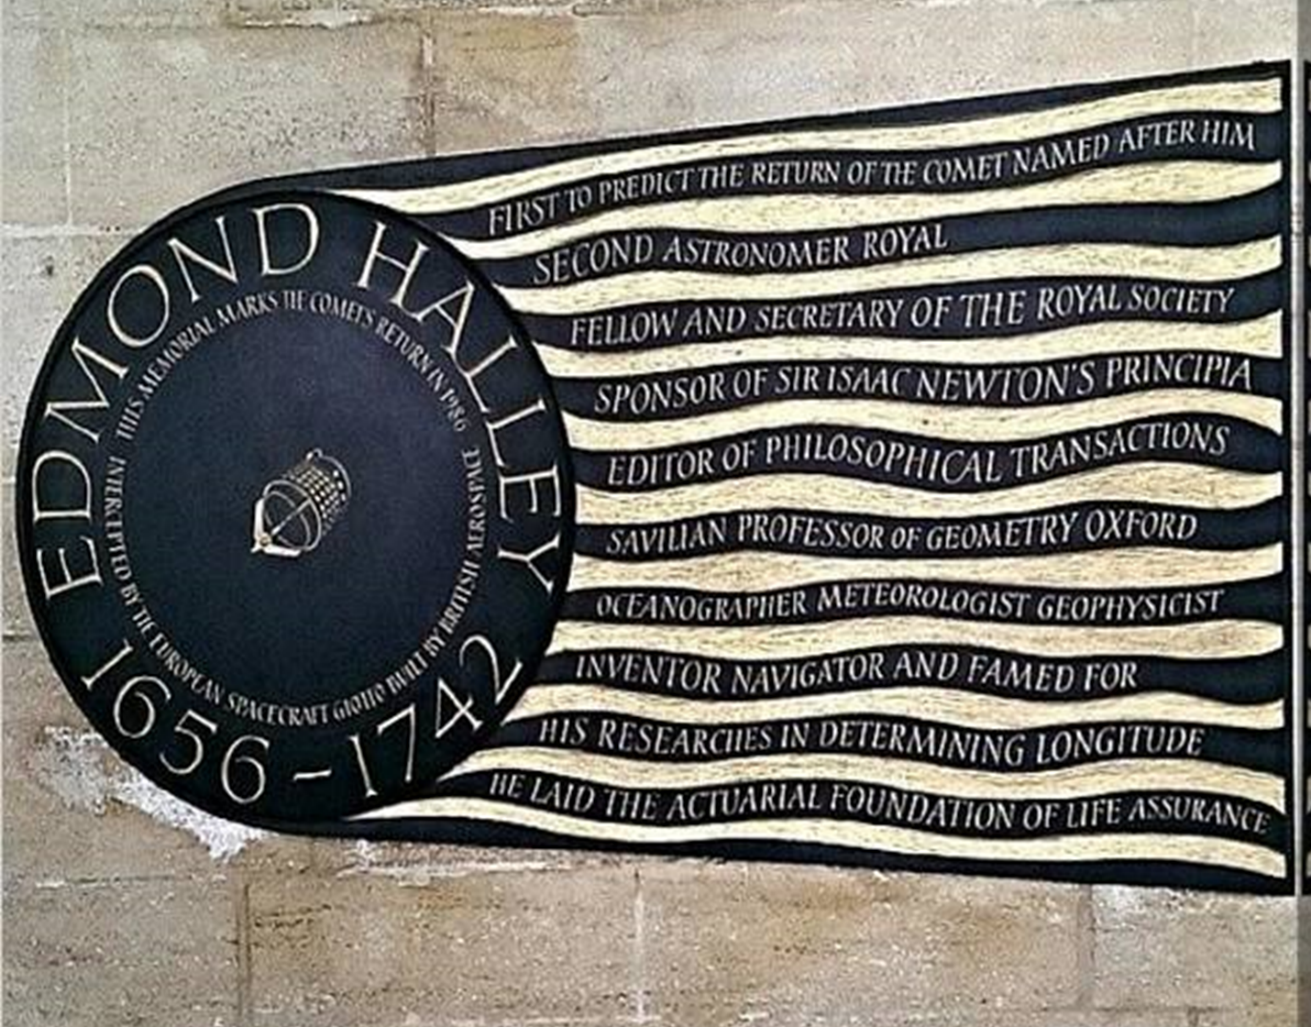 EDMOND HALLEY
1656–1742
THIS MEMORIAL MARKS THE COMETS RETURN IN 1986
INTERCEPTED BY THE EUROPEAN SPACECRAFT GIOTTO BUILT BY BRITISH AEROSPACE
FIRST TO PREDICT THE RETURN OF THE COMET NAMED AFTER HIM
SECOND ASTRONOMER ROYAL
FELLOW AND SECRETARY OF THE ROYAL SOCIETY
SPONSOR OF SIR ISAAC NEWTON'S PRINCIPIA
EDITOR OF PHILOSOPHICAL TRANSACTIONS
SAVILIAN PROFESSOR OF GEOMETRY OXFORD
OCEANOGRAPHER METEOROLOGIST GEOPHYSICIST
INVENTOR NAVIGATOR AND FAMED FOR
HIS RESEARCHES IN DETERMINING LONGITUDE
HE LAID THE ACTUARIAL FOUNDATION OF LIFE ASSURANCE